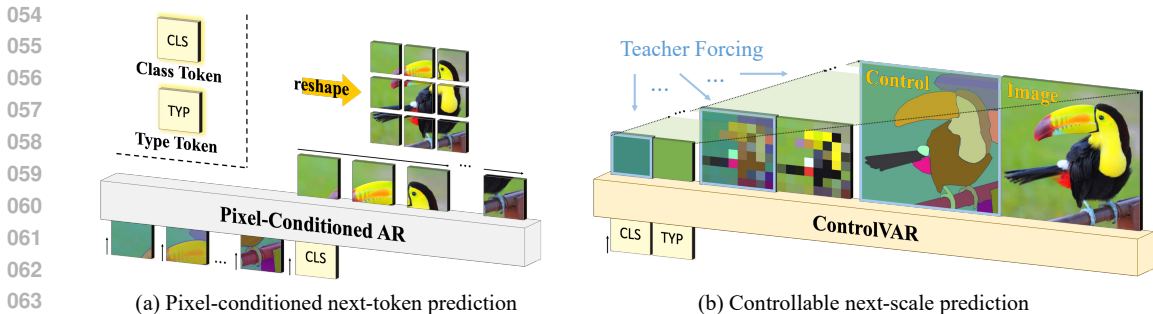 054
055
056
057
058
059
060
061
062
063
CLS
Class Token
TYP
Type Token
reshape
...
Pixel-Conditioned AR
...
CLS
(a) Pixel-conditioned next-token prediction
Teacher Forcing
...
...
...
...
Control
Image
ControlVAR
CLS TYP
(b) Controllable next-scale prediction